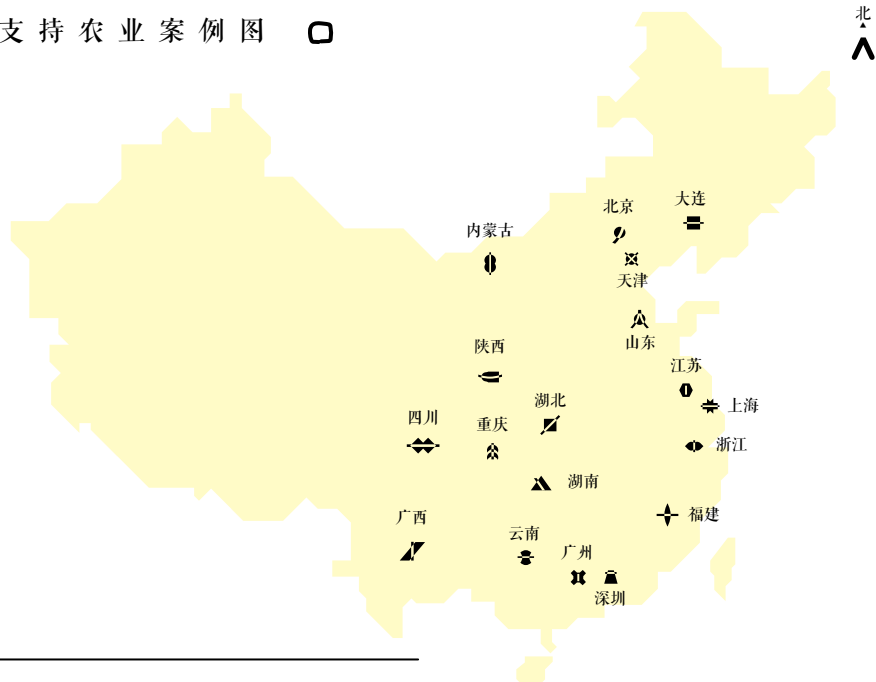 支持农业案例图
北
大连
北京
内蒙古
天津
山东
陕西
江苏
湖北
上海
四川
重庆
浙江
湖南
广西
福建
云南
广州
深圳